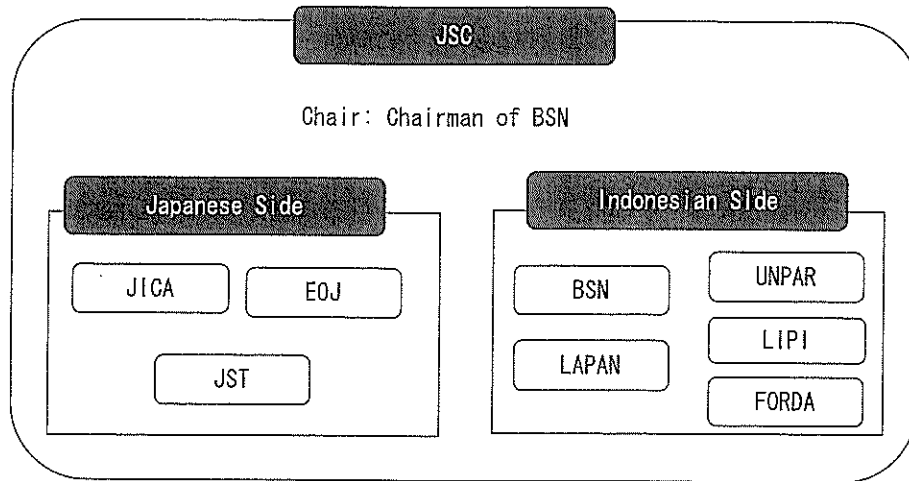 JSC
Chair: Chairman of BSN
Japanese Side
JICA
EOJ
JST
Indonesian SIde
BSN
UNPAR
LAPAN
LIPI
FORDA